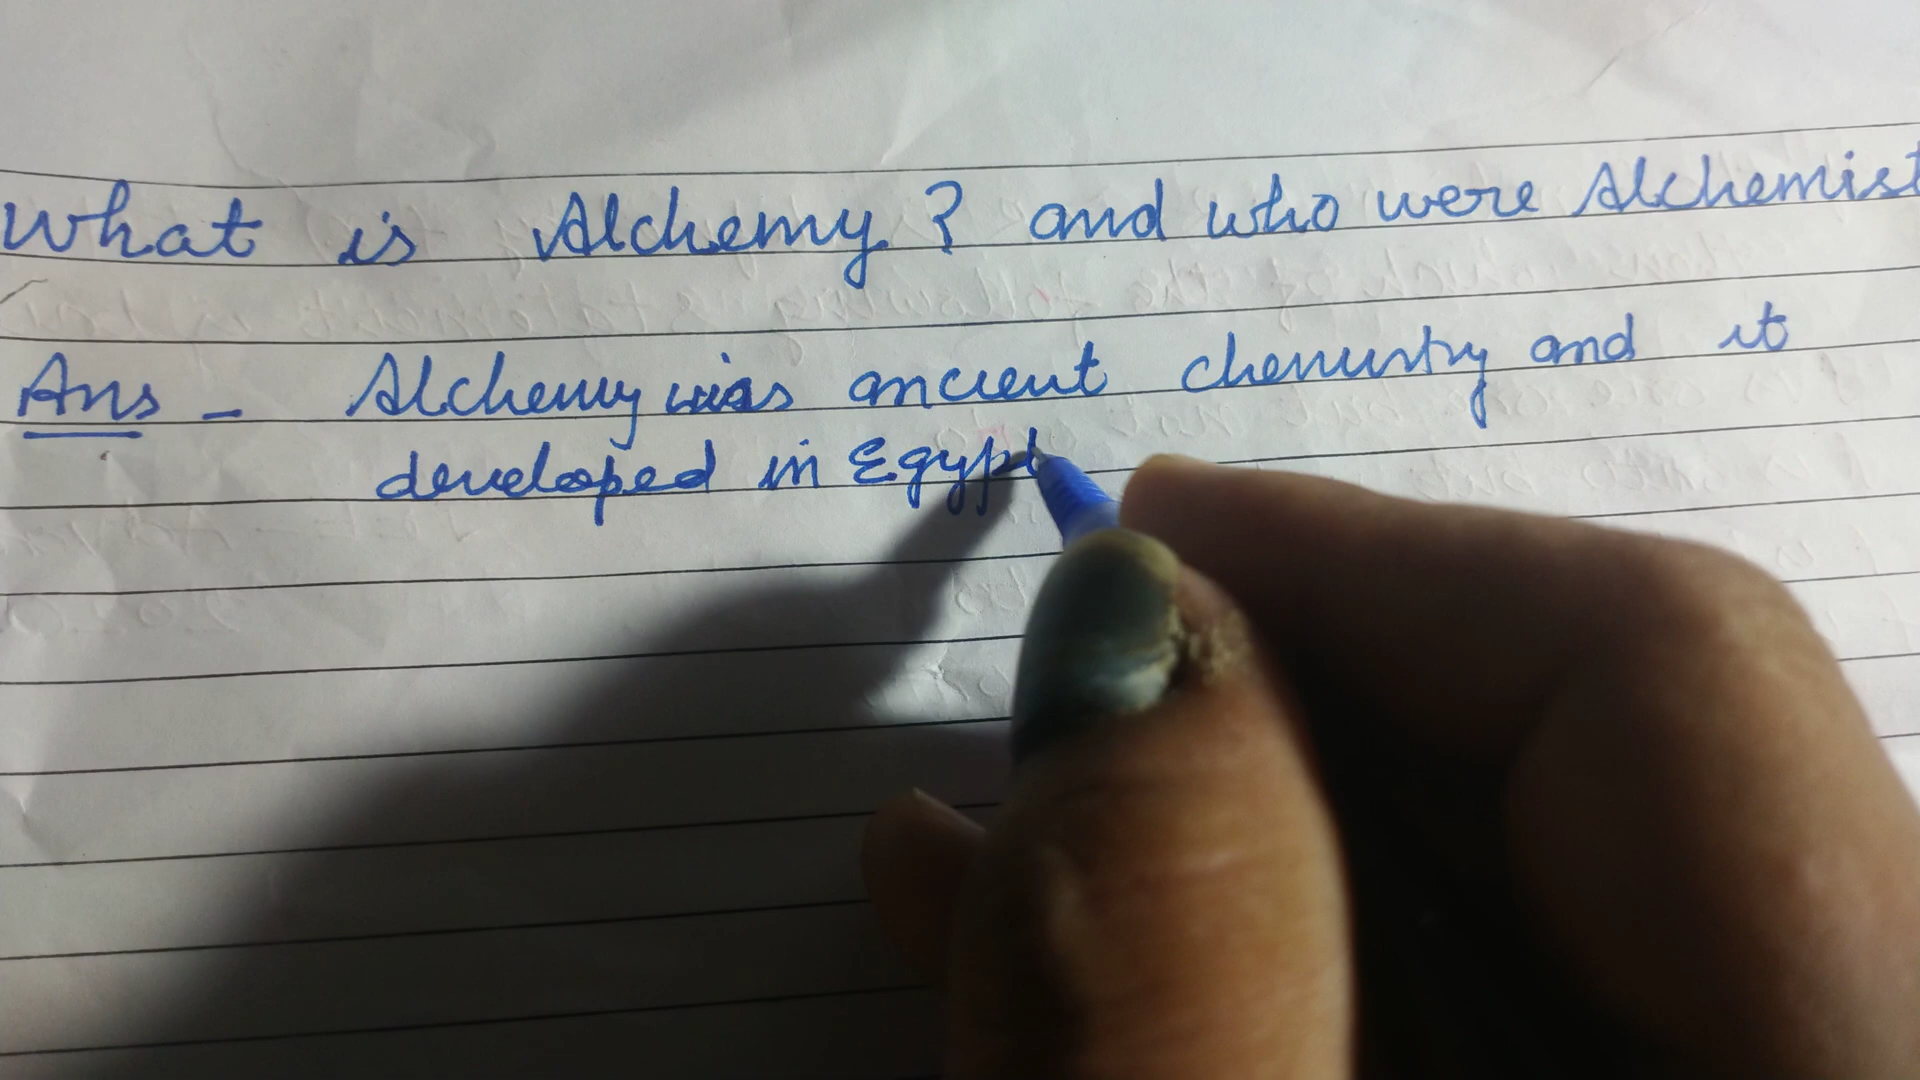 What is Alchemy? and who were Alchemist
Ans - Alchemy was ancient chemistry and it
developed in Egypt